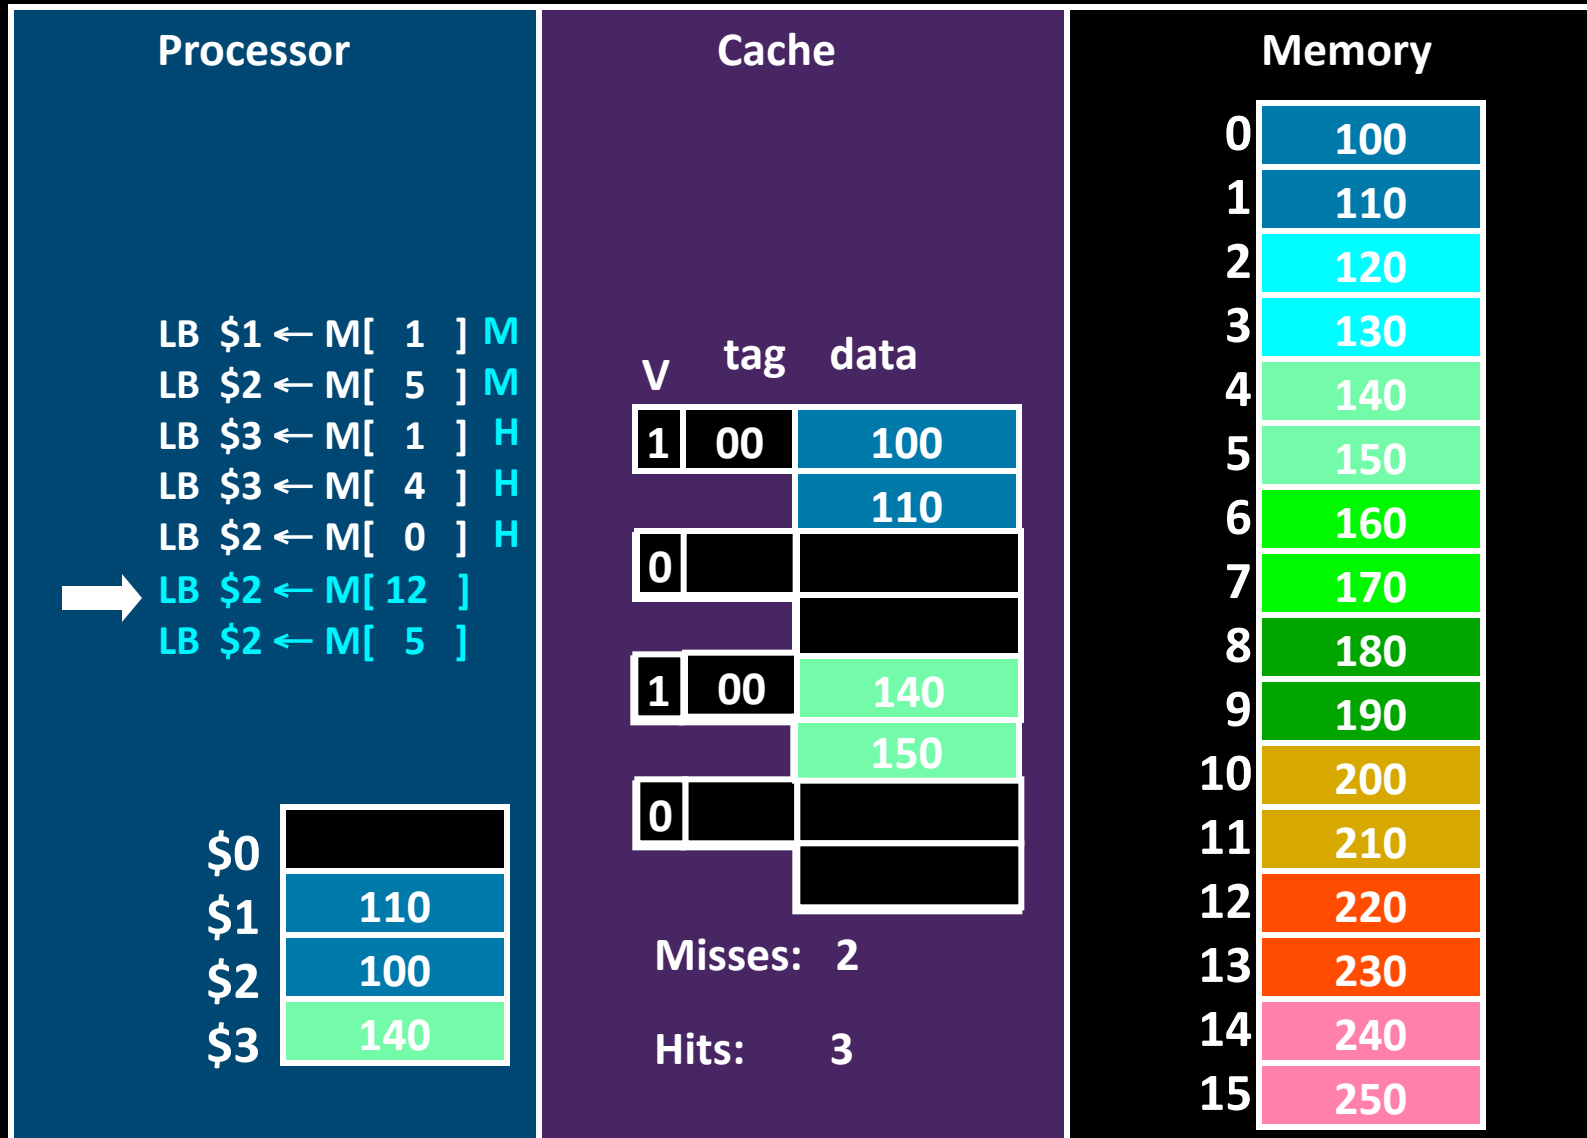 Processor
LB $1 ← M[ 1 ] M
LB $2 ← M[ 5 ] M
LB $3 ← M[ 1 ] H
LB $3 ← M[ 4 ] H
LB $2 ← M[ 0 ] H
LB $2 ← M[ 12 ]
LB $2 ← M[ 5 ]
$0
$1 110
$2 100
$3 140
Cache
V tag data
1 00 100
110
0
1 00 140
150
0
Misses: 2
Hits: 3
Memory
0 100
1 110
2 120
3 130
4 140
5 150
6 160
7 170
8 180
9 190
10 200
11 210
12 220
13 230
14 240
15 250